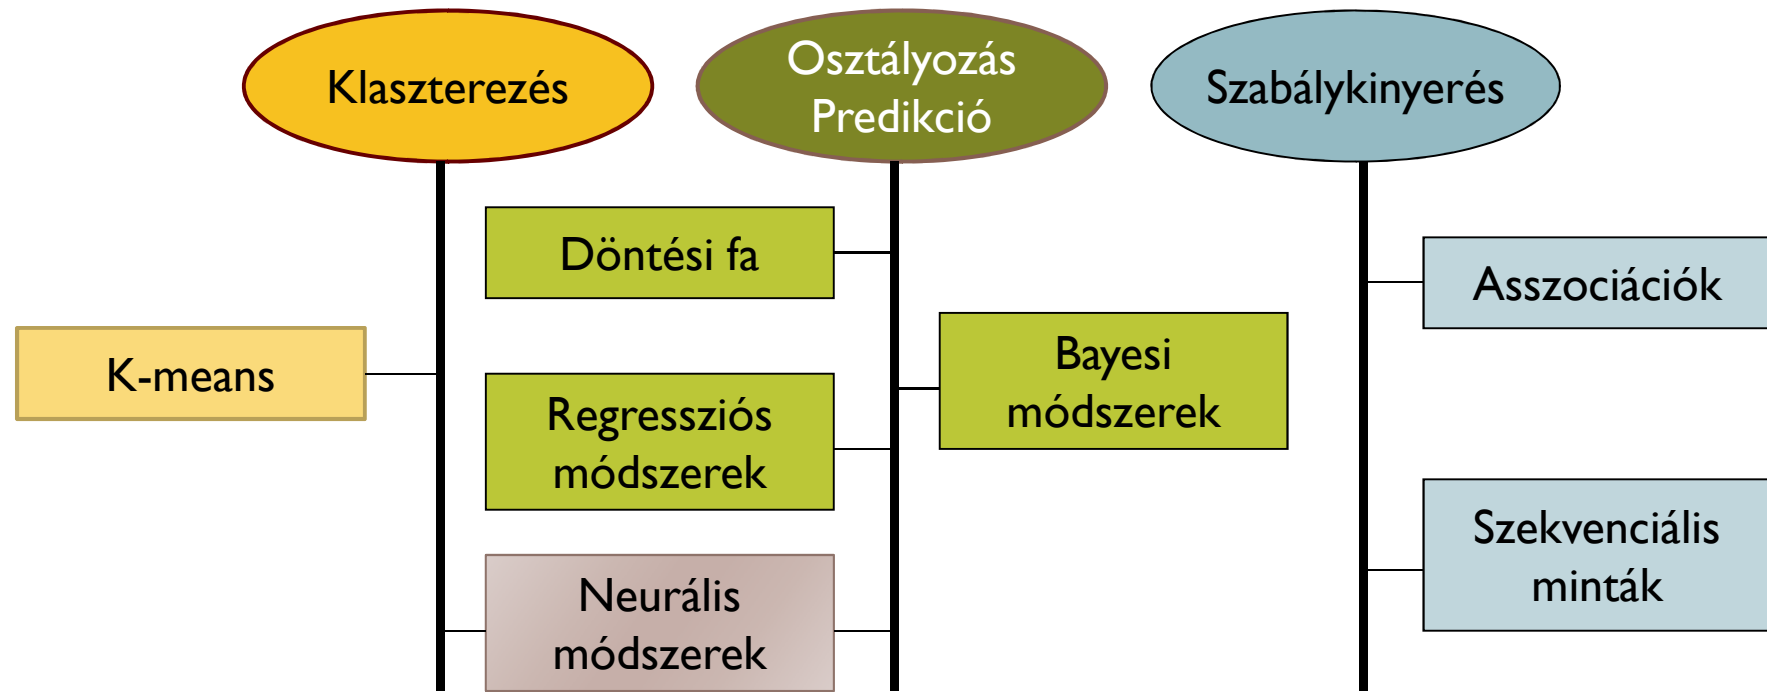 Klaszterezés
Osztályozás
Predikció
Szabálykinyerés
Döntési fa
Asszociációk
K-means
Bayesi
módszerek
Regressziós
módszerek
Szekvenciális
minták
Neurális
módszerek